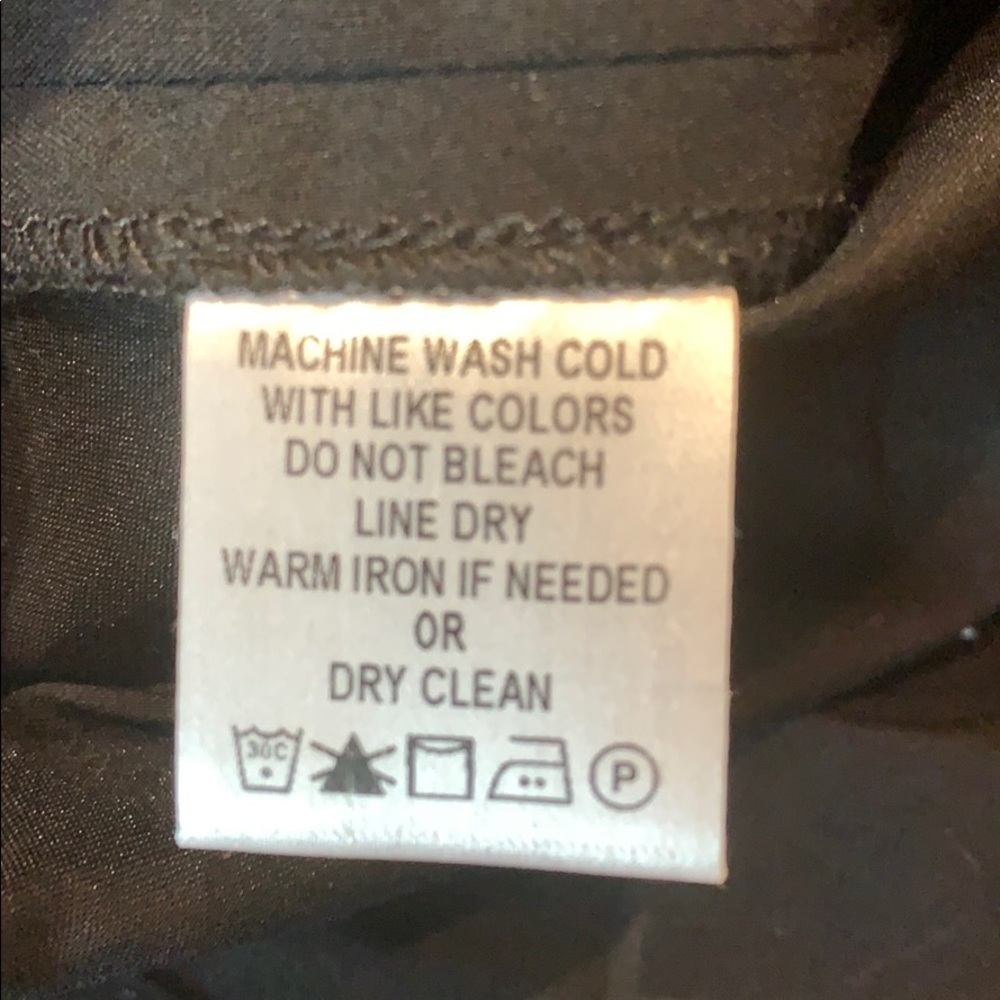 MACHINE WASH COLD
WITH LIKE COLORS
DO NOT BLEACH
LINE DRY
WARM IRON IF NEEDED
OR
DRY CLEAN
30C P